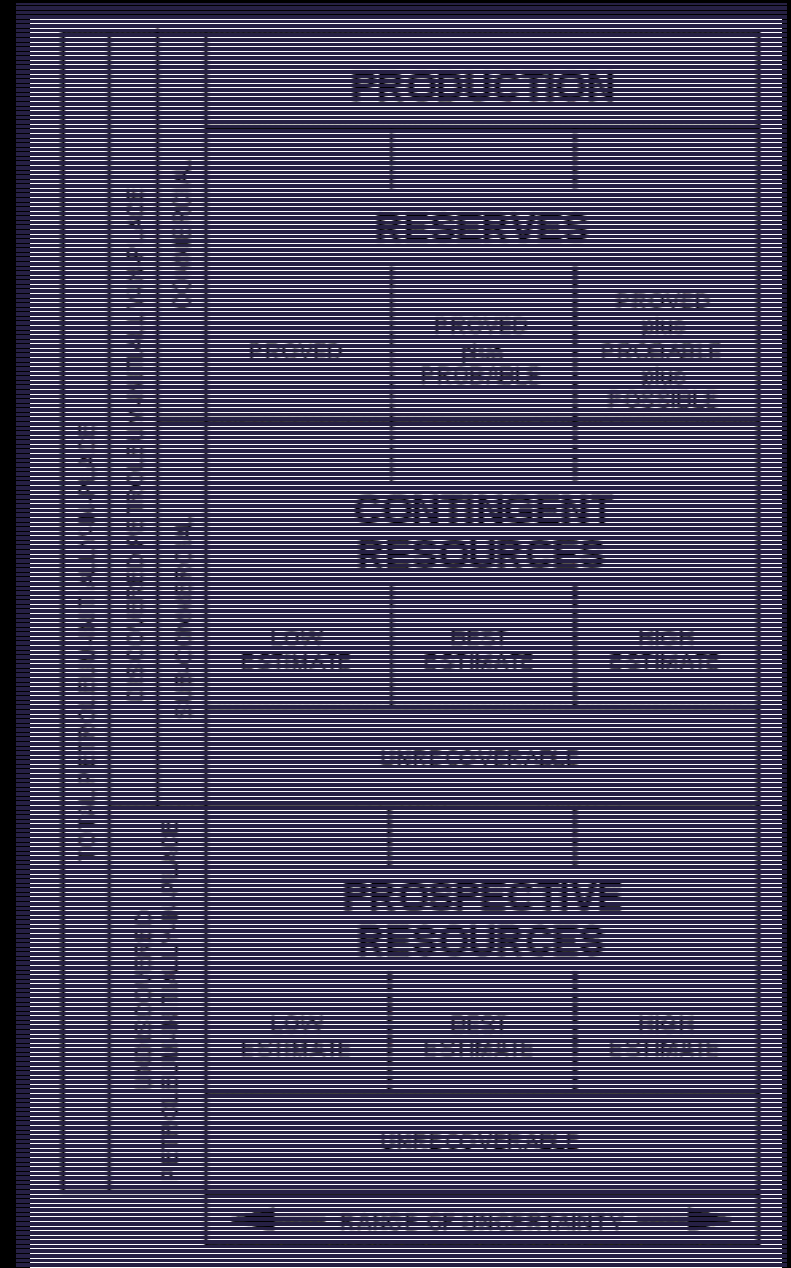 PRODUCTION
RESERVES
PROVED
PROVED
plus
PROBABLE
PROVED
plus
PROBABLE
plus
POSSIBLE
CONTINGENT
RESOURCES
LOW
ESTIMATE
BEST
ESTIMATE
HIGH
ESTIMATE
UNRECOVERABLE
PROSPECTIVE
RESOURCES
LOW
ESTIMATE
BEST
ESTIMATE
HIGH
ESTIMATE
UNRECOVERABLE
RANGE OF UNCERTAINTY
TOTAL PETROLEUM INITIALLY-IN-PLACE
DISCOVERED PETROLEUM INITIALLY-IN-PLACE
COMMERCIAL
SUB-COMMERCIAL
UNDISCOVERED
PETROLEUM INITIALLY-IN-PLACE